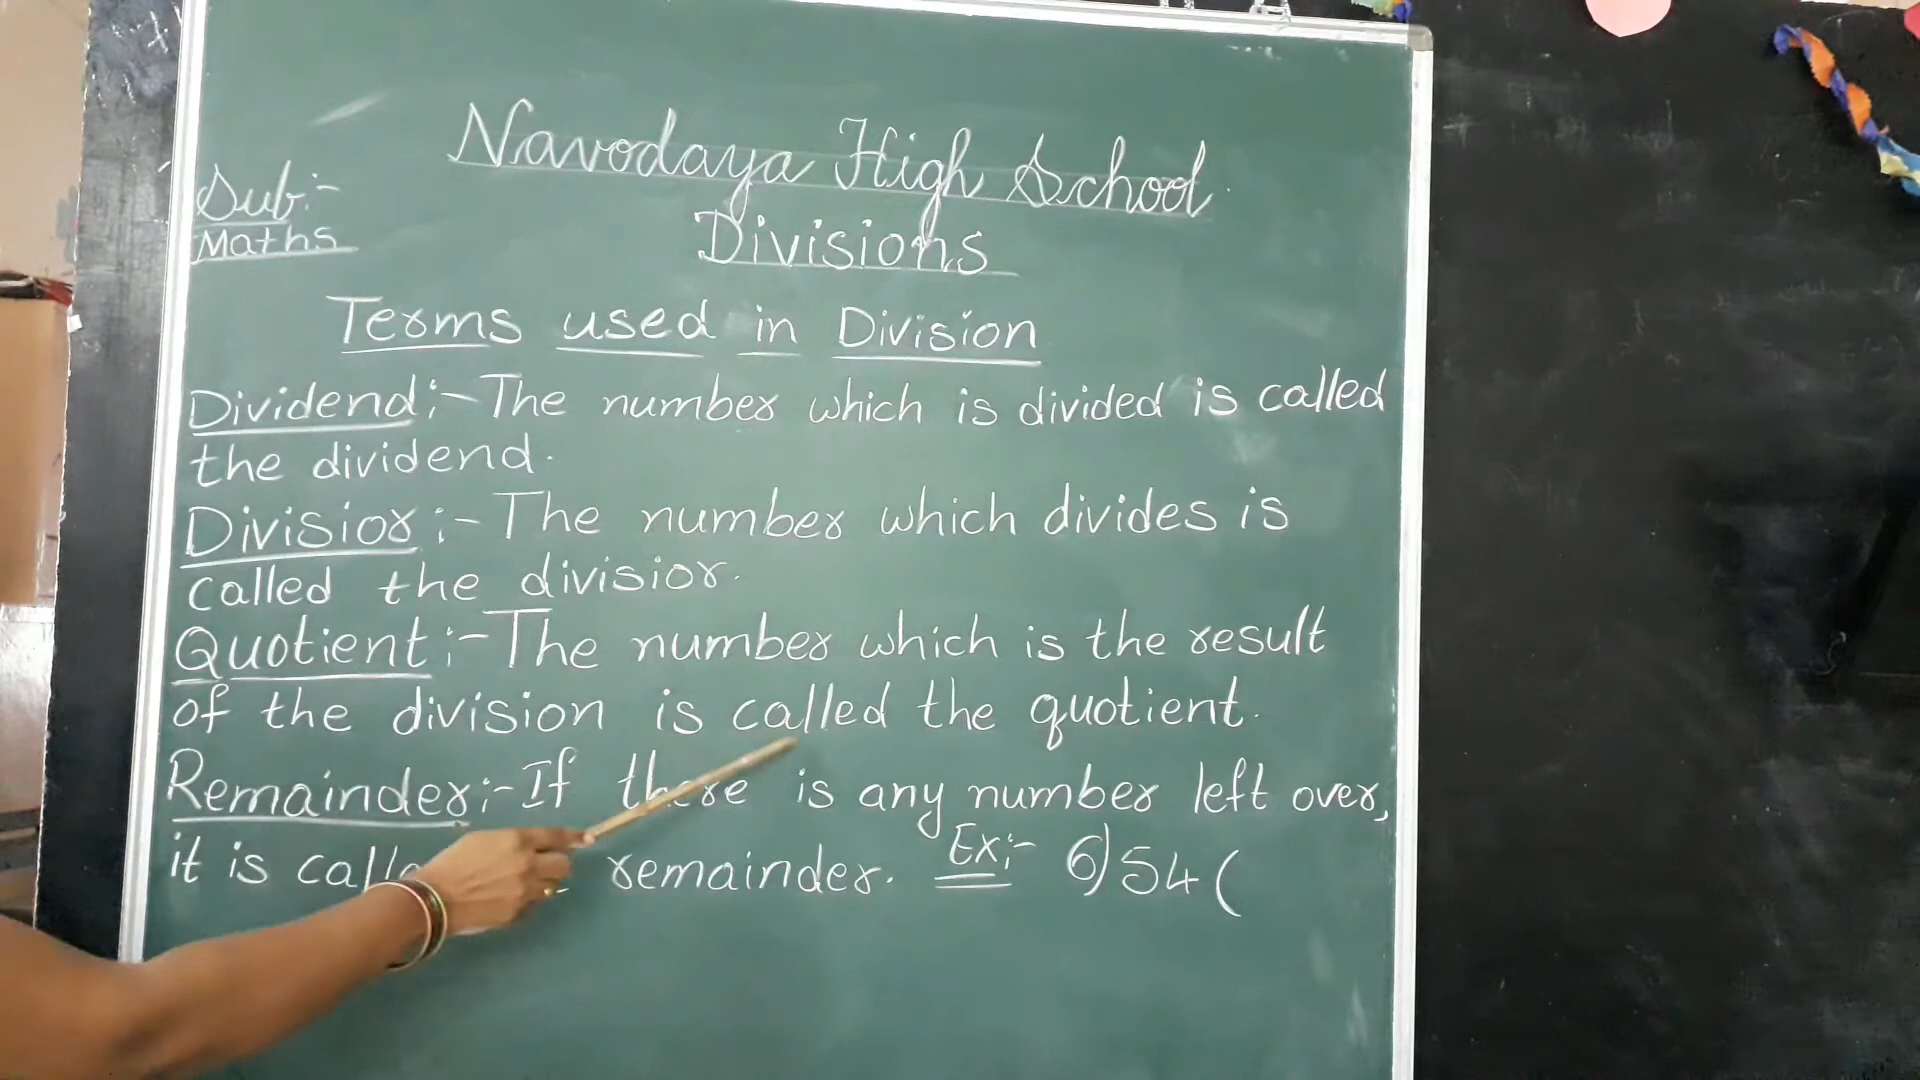 Navodaya High School
Sub:-
Maths
Divisions
Terms used in Division
Dividend:- The number which is divided is called
the dividend.
Divisior:- The number which divides is
called the divisior.
Quotient:- The number which is the result
of the division is called the quotient.
Remainder:- If there is any number left over,
it is remainder. Ex:- 6)54(